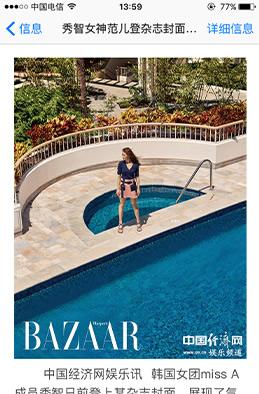 中国电信 13:59 77%
信息 秀智女神范儿登杂志封面... 详细信息
Harper's
BAZAAR
中国经济网
www.ce.cn 娱乐频道
中国经济网娱乐讯 韩国女团miss A
成员秀智日前登上某杂志封面，展现了气